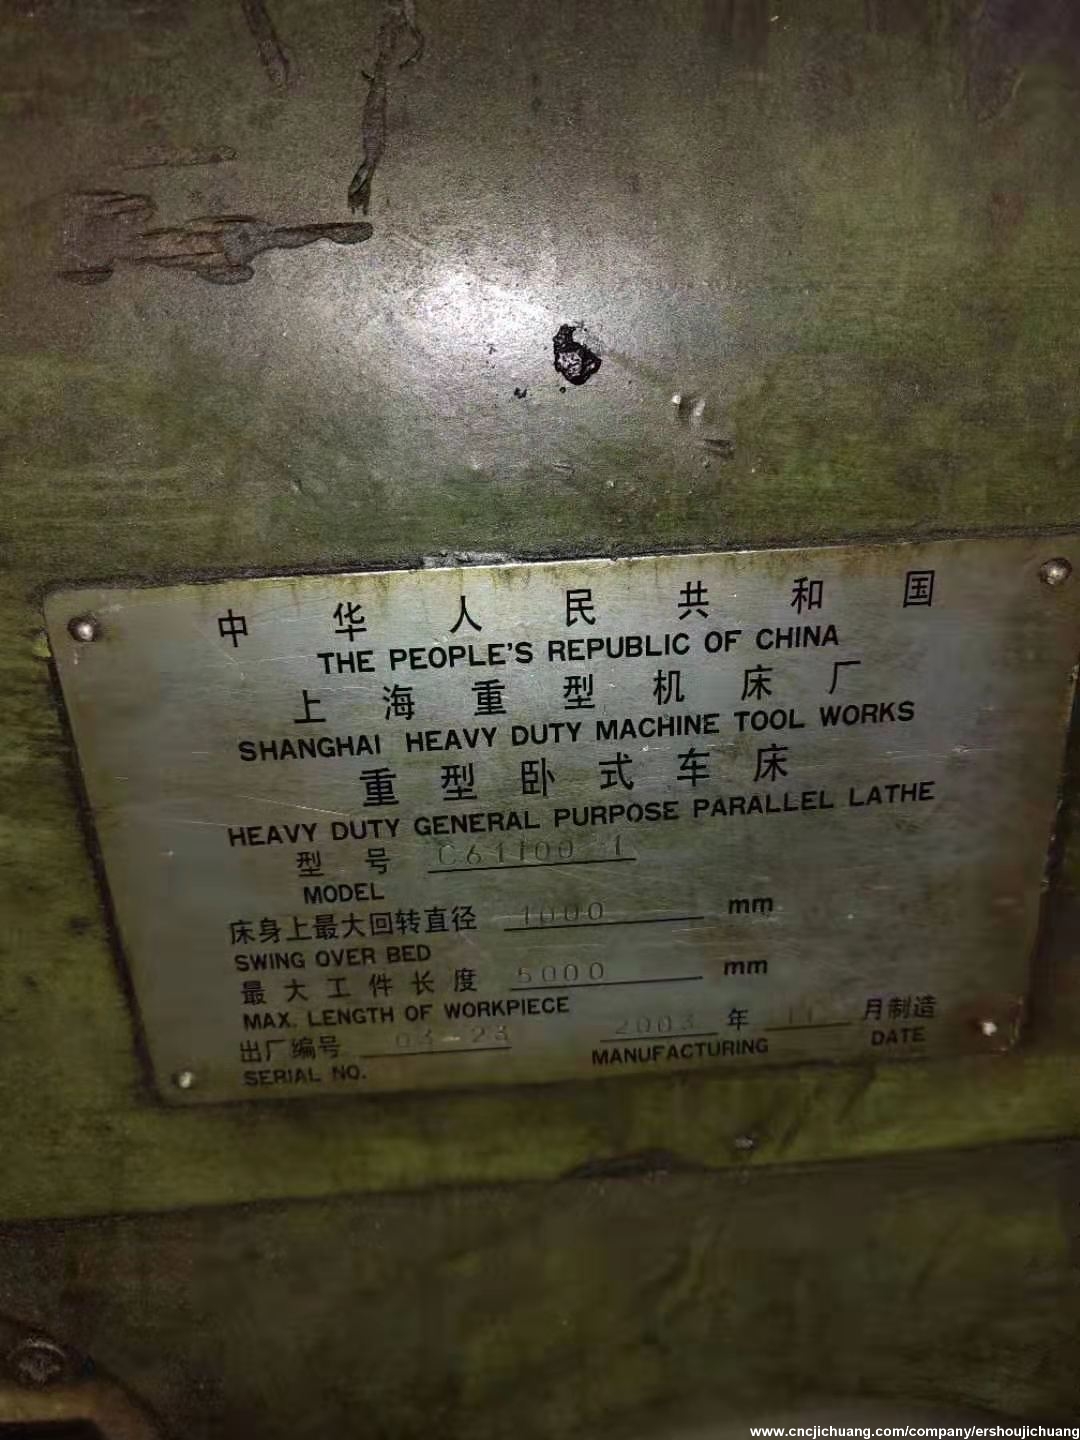 中华人民共和国
THE PEOPLE'S REPUBLIC OF CHINA
上海重型机床厂
SHANGHAI HEAVY DUTY MACHINE TOOL WORKS
重型卧式车床
HEAVY DUTY GENERAL PURPOSE PARALLEL LATHE
型号 C61100 1
MODEL
床身上最大回转直径 1000 mm
SWING OVER BED
最大工件长度 5000 mm
MAX. LENGTH OF WORKPIECE
出厂编号 03-23 2003 年 月制造
SERIAL NO. MANUFACTURING DATE
www.cncjichuang.com/company/ershoujichuang